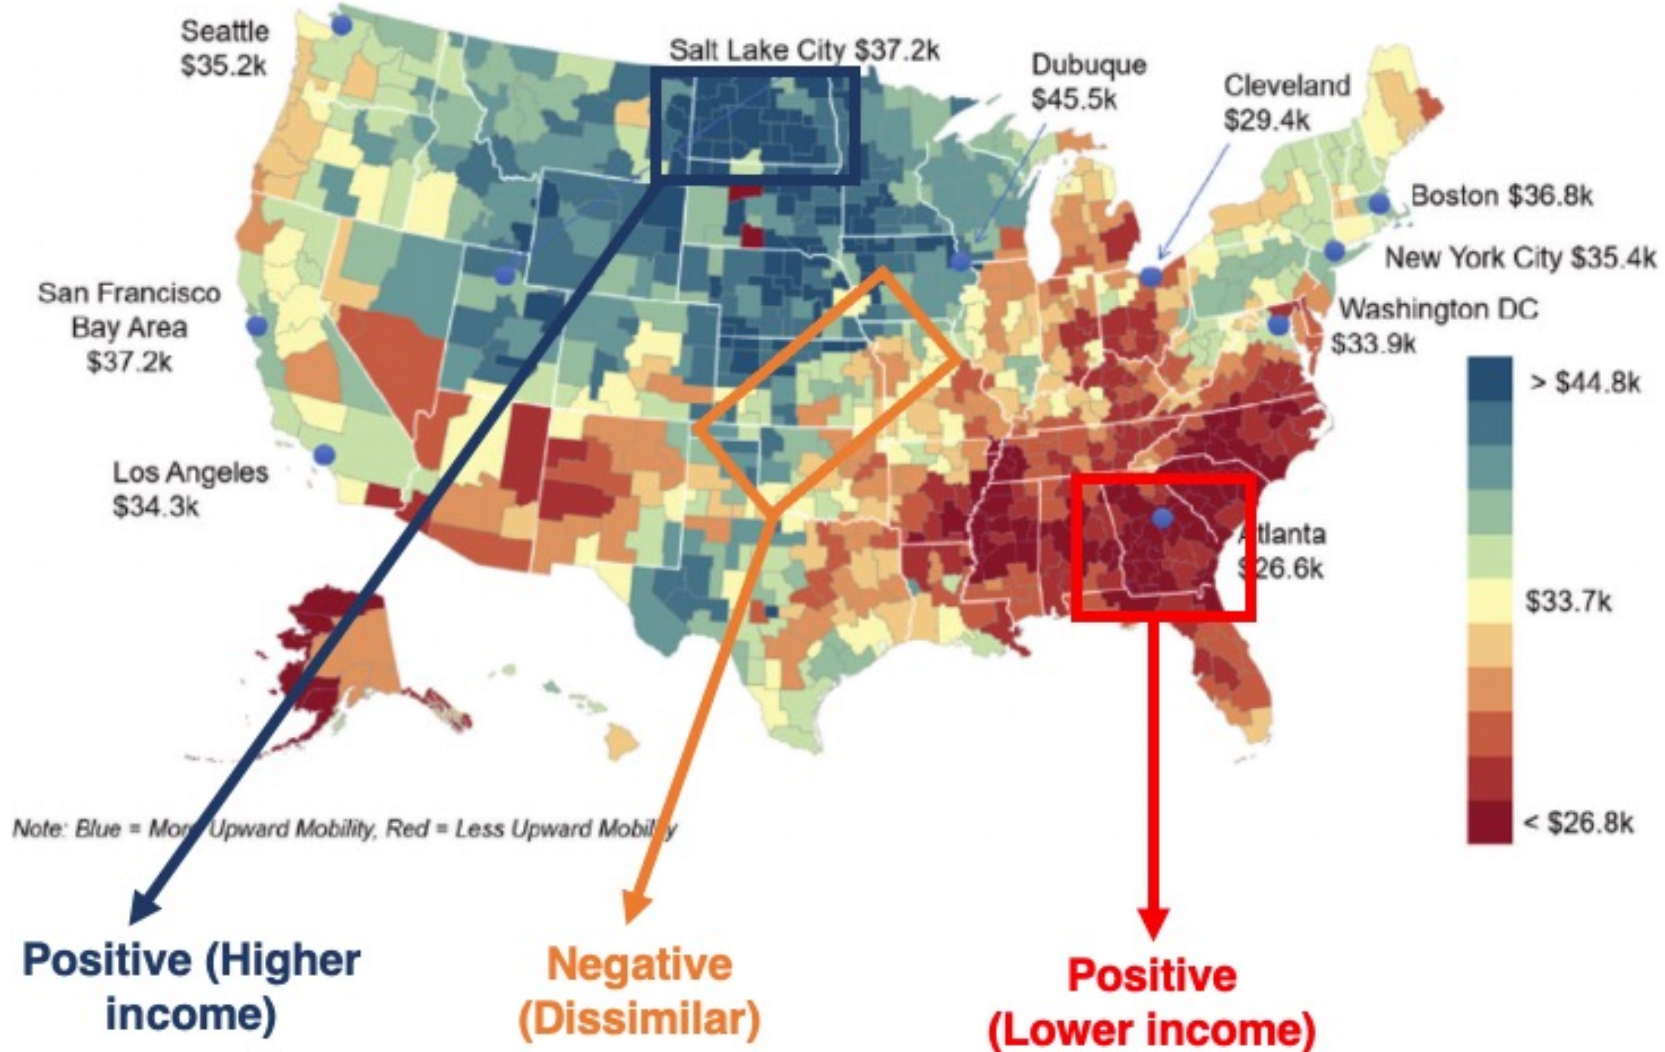 Seattle
$35.2k
Salt Lake City $37.2k
Dubuque
$45.5k
Cleveland
$29.4k
Boston $36.8k
New York City $35.4k
San Francisco
Bay Area
$37.2k
Washington DC
$33.9k
> $44.8k
Los Angeles
$34.3k
Atlanta
$26.6k
$33.7k
< $26.8k
Note: Blue = More Upward Mobility, Red = Less Upward Mobility
Positive (Higher
income)
Negative
(Dissimilar)
Positive
(Lower income)